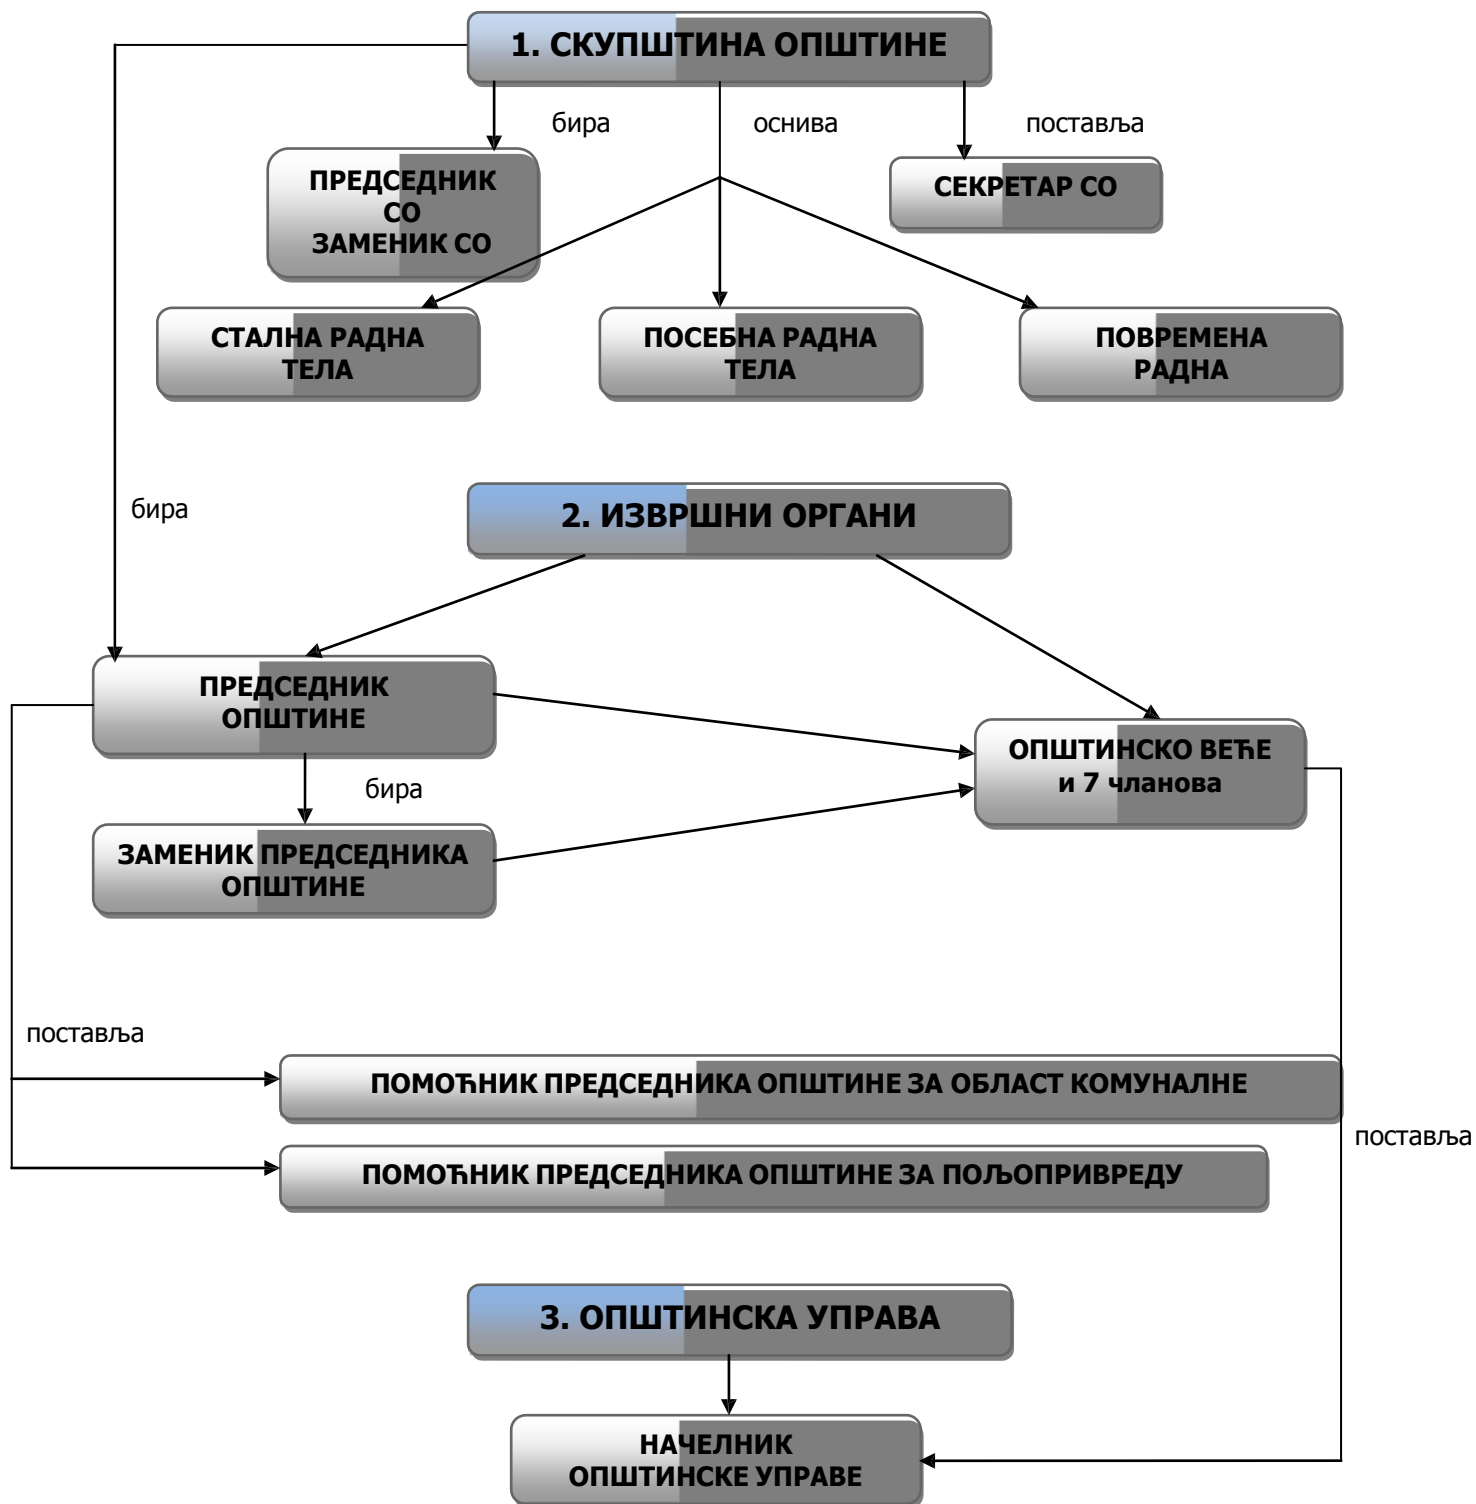 1. СКУПШТИНА ОПШТИНЕ
бира
оснива
поставља
ПРЕДСЕДНИК
СО
ЗАМЕНИК СО
СЕКРЕТАР СО
СТАЛНА РАДНА
ТЕЛА
ПОСЕБНА РАДНА
ТЕЛА
ПОВРЕМЕНА
РАДНА
бира
2. ИЗВРШНИ ОРГАНИ
ПРЕДСЕДНИК
ОПШТИНЕ
ОПШТИНСКО ВЕЋЕ
и 7 чланова
бира
ЗАМЕНИК ПРЕДСЕДНИКА
ОПШТИНЕ
поставља
ПОМОЋНИК ПРЕДСЕДНИКА ОПШТИНЕ ЗА ОБЛАСТ КОМУНАЛНЕ
поставља
ПОМОЋНИК ПРЕДСЕДНИКА ОПШТИНЕ ЗА ПОЉОПРИВРЕДУ
3. ОПШТИНСКА УПРАВА
НАЧЕЛНИК
ОПШТИНСКЕ УПРАВЕ